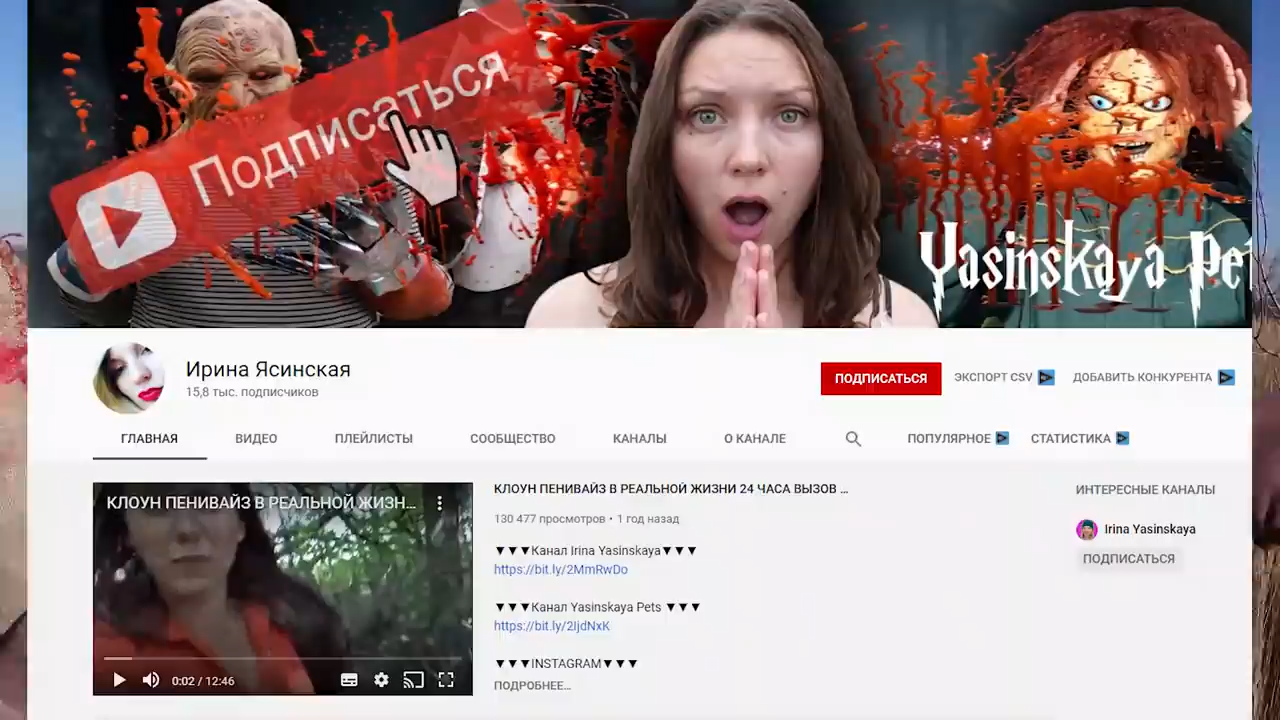 Подписаться
Yasinskaya Pet
Ирина Ясинская
15,8 тыс. подписчиков
ПОДПИСАТЬСЯ
ЭКСПОРТ CSV
ДОБАВИТЬ КОНКУРЕНТА
ГЛАВНАЯ
ВИДЕО
ПЛЕЙЛИСТЫ
СООБЩЕСТВО
КАНАЛЫ
О КАНАЛЕ
ПОПУЛЯРНОЕ
СТАТИСТИКА
КЛОУН ПЕНИВАЙЗ В РЕАЛЬНОЙ ЖИЗН...
0:02 / 12:46
КЛОУН ПЕНИВАЙЗ В РЕАЛЬНОЙ ЖИЗНИ 24 ЧАСА ВЫЗОВ ...
130 477 просмотров • 1 год назад
▼▼▼Канал Irina Yasinskaya▼▼▼
https://bit.ly/2MmRwDo
▼▼▼Канал Yasinskaya Pets ▼▼▼
https://bit.ly/2IjdNxK
▼▼▼INSTAGRAM▼▼▼
ПОДРОБНЕЕ...
ИНТЕРЕСНЫЕ КАНАЛЫ
Irina Yasinskaya
ПОДПИСАТЬСЯ